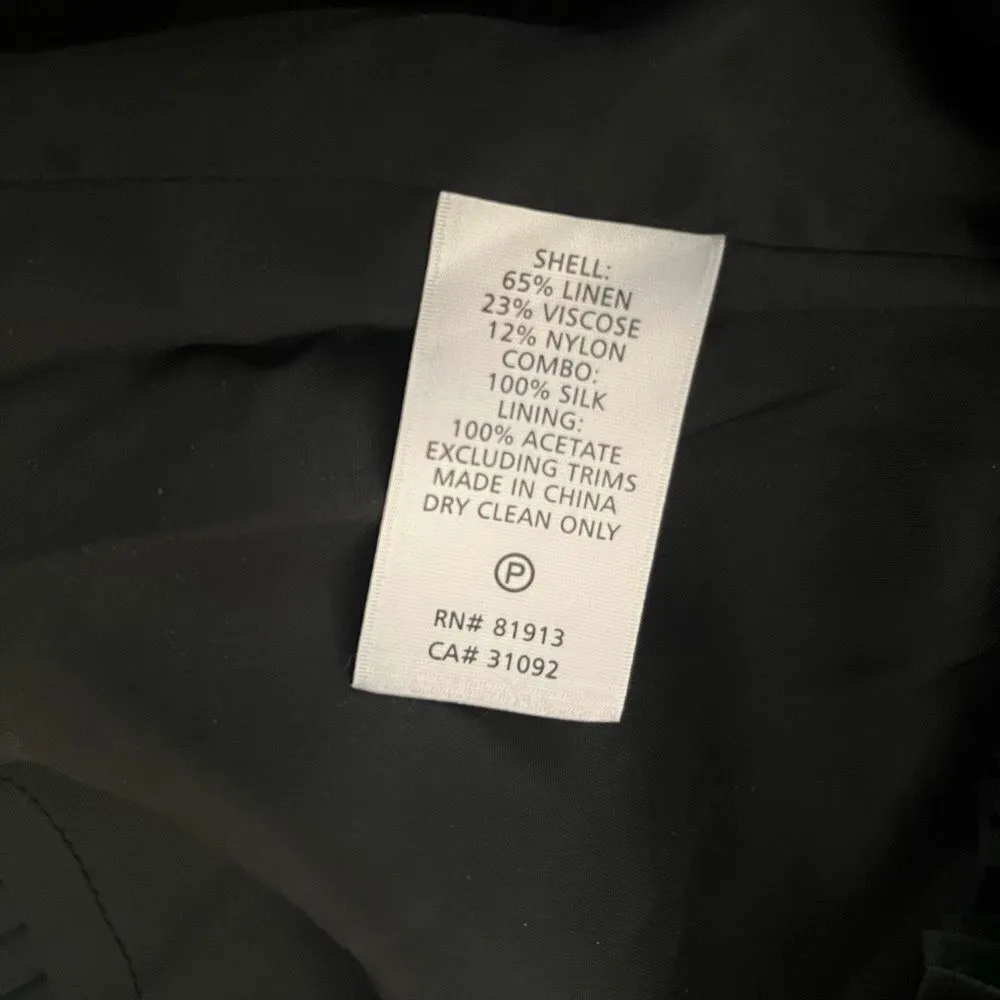 SHELL:
65% LINEN
23% VISCOSE
12% NYLON
COMBO:
100% SILK
LINING:
100% ACETATE
EXCLUDING TRIMS
MADE IN CHINA
DRY CLEAN ONLY
P
RN# 81913
CA# 31092